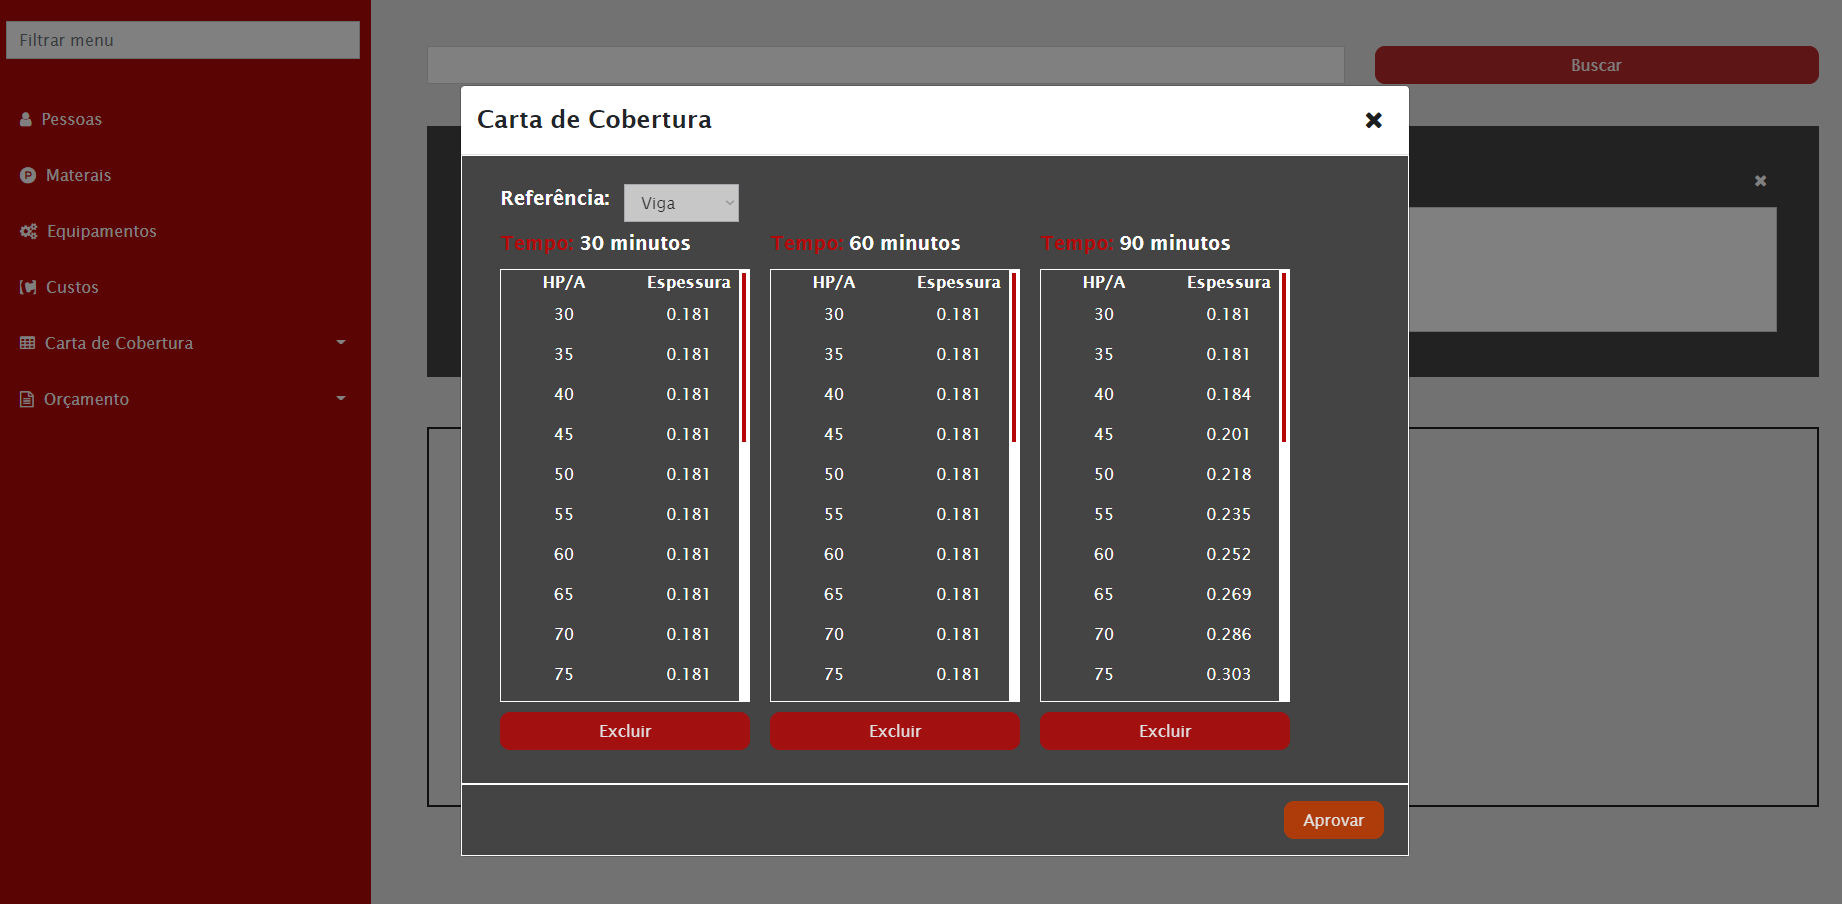 Filtrar menu
Pessoas
Materais
Equipamentos
Custos
Carta de Cobertura
Orçamento
Buscar
Carta de Cobertura
Referência: Viga
Tempo: 30 minutos
HP/A Espessura
30 0.181
35 0.181
40 0.181
45 0.181
50 0.181
55 0.181
60 0.181
65 0.181
70 0.181
75 0.181
Excluir
Tempo: 60 minutos
HP/A Espessura
30 0.181
35 0.181
40 0.181
45 0.181
50 0.181
55 0.181
60 0.181
65 0.181
70 0.181
75 0.181
Excluir
Tempo: 90 minutos
HP/A Espessura
30 0.181
35 0.181
40 0.184
45 0.201
50 0.218
55 0.235
60 0.252
65 0.269
70 0.286
75 0.303
Excluir
Aprovar